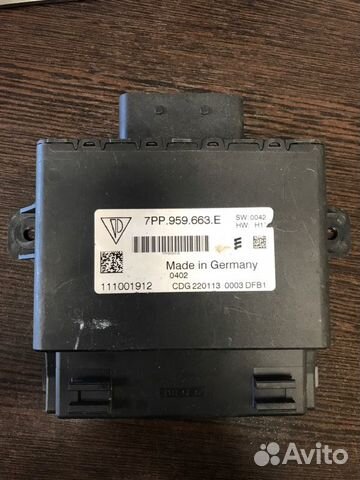 7PP.959.663.E
SW: 0042
HW: H1
Made in Germany
0402
111001912
CDG 220113 0003 DFB1
Avito